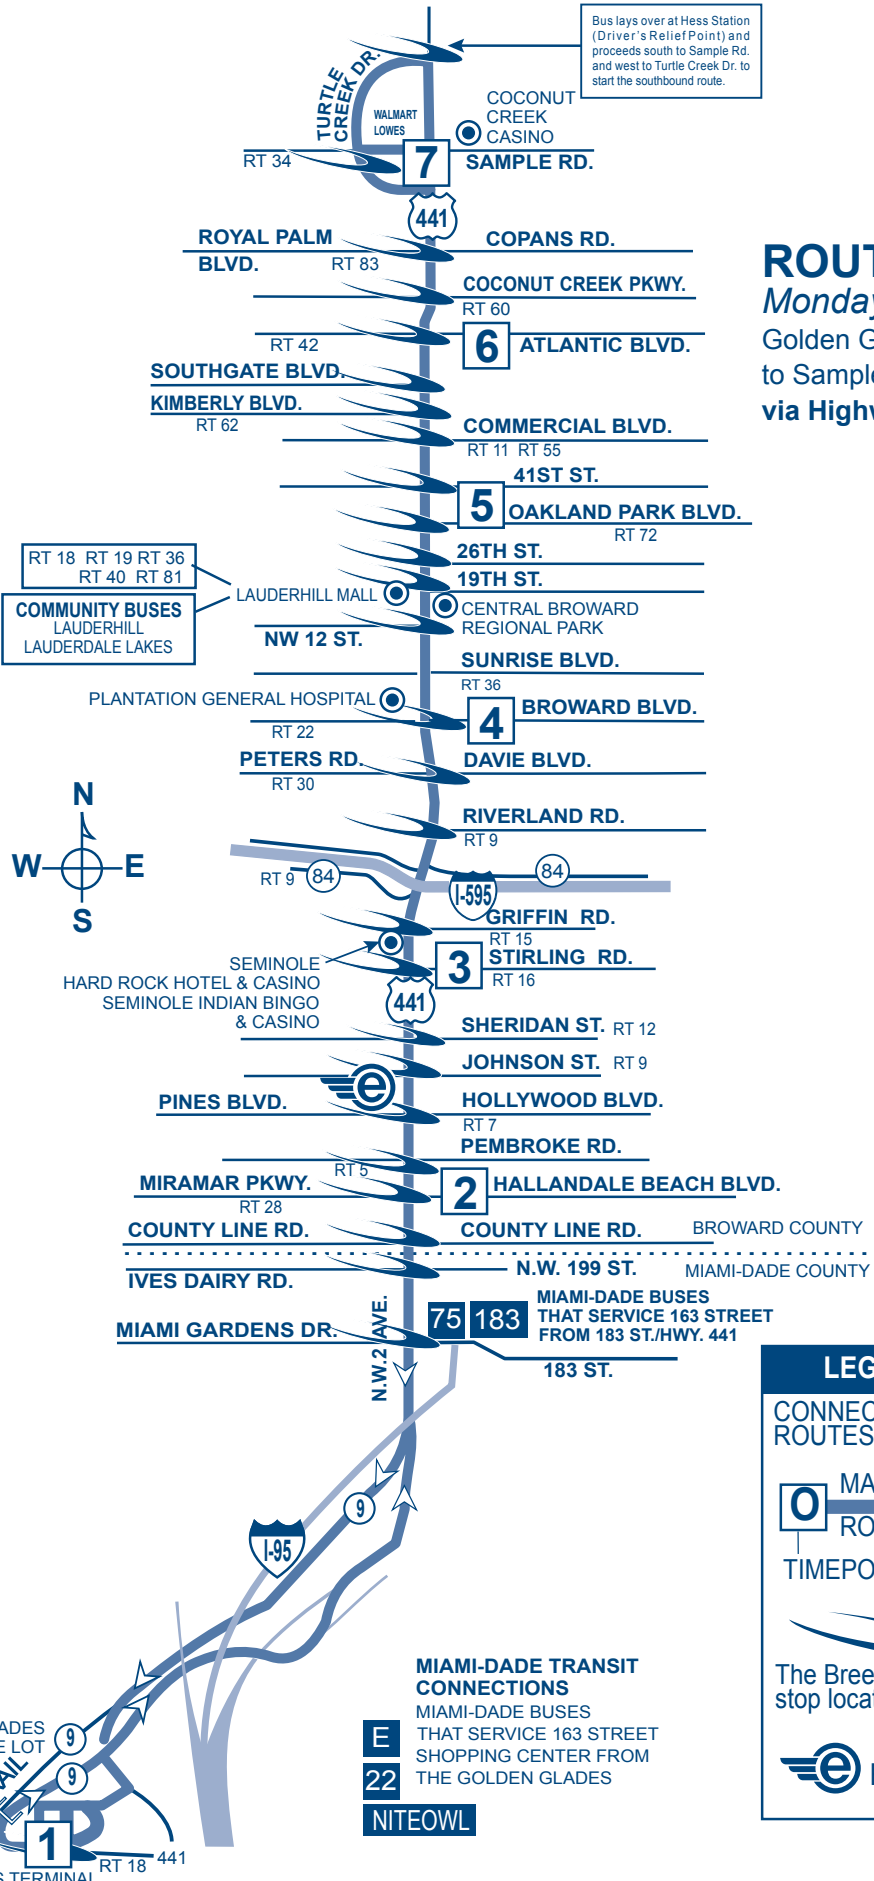 Bus lays over at Hess Station
(Driver's Relief Point) and
proceeds south to Sample Rd.
and west to Turtle Creek Dr. to
start the southbound route.
TURTLE
CREEK DR.
WALMART
LOWES
COCONUT
CREEK
CASINO
RT 34
7
SAMPLE RD.
441
ROYAL PALM
BLVD.
RT 83
COPANS RD.
COCONUT CREEK PKWY.
RT 60
RT 42
6
ATLANTIC BLVD.
SOUTHGATE BLVD.
KIMBERLY BLVD.
RT 62
COMMERCIAL BLVD.
RT 11 RT 55
41ST ST.
5
OAKLAND PARK BLVD.
RT 72
26TH ST.
19TH ST.
RT 18 RT 19 RT 36
RT 40 RT 81
LAUDERHILL MALL
COMMUNITY BUSES
LAUDERHILL
LAUDERDALE LAKES
CENTRAL BROWARD
REGIONAL PARK
NW 12 ST.
SUNRISE BLVD.
RT 36
PLANTATION GENERAL HOSPITAL
4
BROWARD BLVD.
RT 22
PETERS RD.
RT 30
DAVIE BLVD.
RIVERLAND RD.
RT 9
N
W
E
S
RT 9
84
84
I-595
GRIFFIN RD.
RT 15
3
STIRLING RD.
RT 16
SEMINOLE
HARD ROCK HOTEL & CASINO
SEMINOLE INDIAN BINGO
& CASINO
441
SHERIDAN ST. RT 12
JOHNSON ST. RT 9
e
PINES BLVD.
HOLLYWOOD BLVD.
RT 7
PEMBROKE RD.
RT 5
MIRAMAR PKWY.
RT 28
2
HALLANDALE BEACH BLVD.
COUNTY LINE RD.
COUNTY LINE RD.
BROWARD COUNTY
IVES DAIRY RD.
N.W. 199 ST.
MIAMI-DADE COUNTY
N.W.2 AVE.
75
183
MIAMI-DADE BUSES
THAT SERVICE 163 STREET
FROM 183 ST./HWY. 441
MIAMI GARDENS DR.
183 ST.
9
I-95
MIAMI-DADE TRANSIT
CONNECTIONS
MIAMI-DADE BUSES
THAT SERVICE 163 STREET
SHOPPING CENTER FROM
THE GOLDEN GLADES
E
22
NITEOWL
ADES
E LOT
AIL
9
9
1
RT 18
441
S TERMINAL
ROUT
Monday
Golden G
to Sample
via Highw
LEG
CONNEC
ROUTES
O
MA
RO
TIMEPO
The Bree
stop locat
e